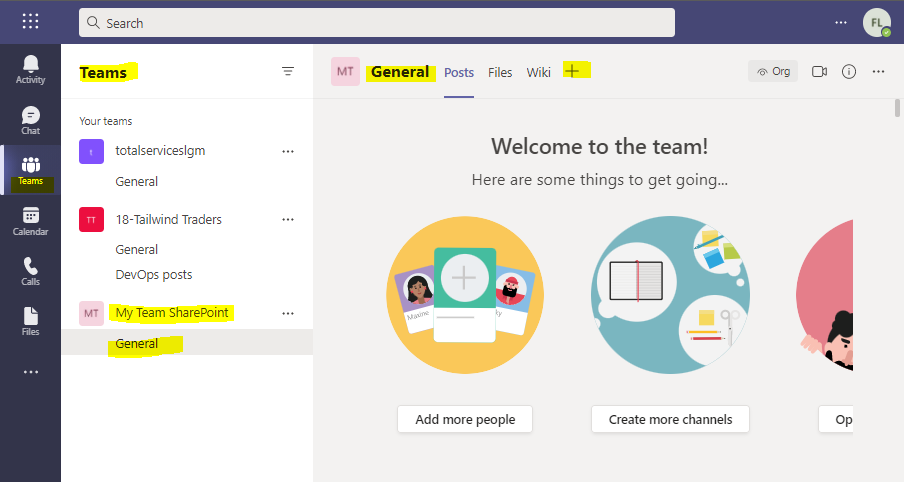 Search
FL
Activity
Chat
Teams
Calendar
Calls
Files
Teams
Your teams
t totalserviceslgm
General
TT 18-Tailwind Traders
General
DevOps posts
MT My Team SharePoint
General
MT General Posts Files Wiki
Org
Welcome to the team!
Here are some things to get going...
Maxine
Add more people
Create more channels
Op